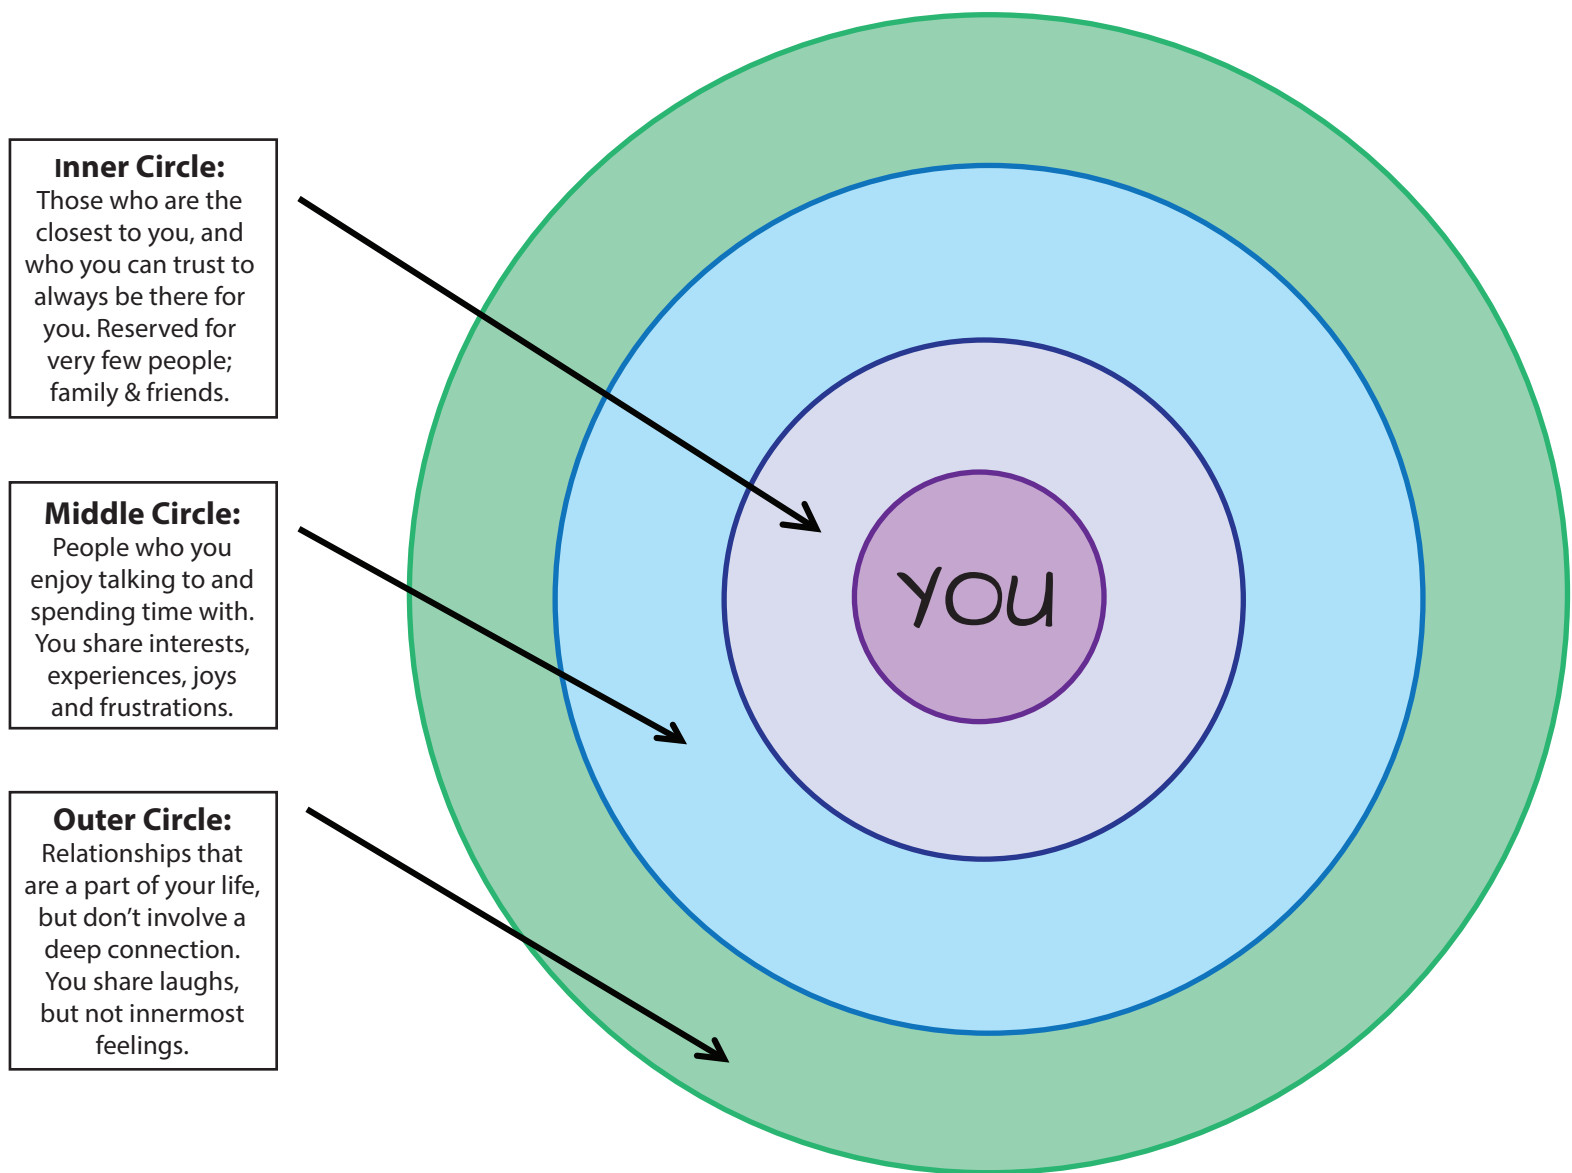 Inner Circle:
Those who are the
closest to you, and
who you can trust to
always be there for
you. Reserved for
very few people;
family & friends.
Middle Circle:
People who you
enjoy talking to and
spending time with.
You share interests,
experiences, joys
and frustrations.
Outer Circle:
Relationships that
are a part of your life,
but don’t involve a
deep connection.
You share laughs,
but not innermost
feelings.
YOU